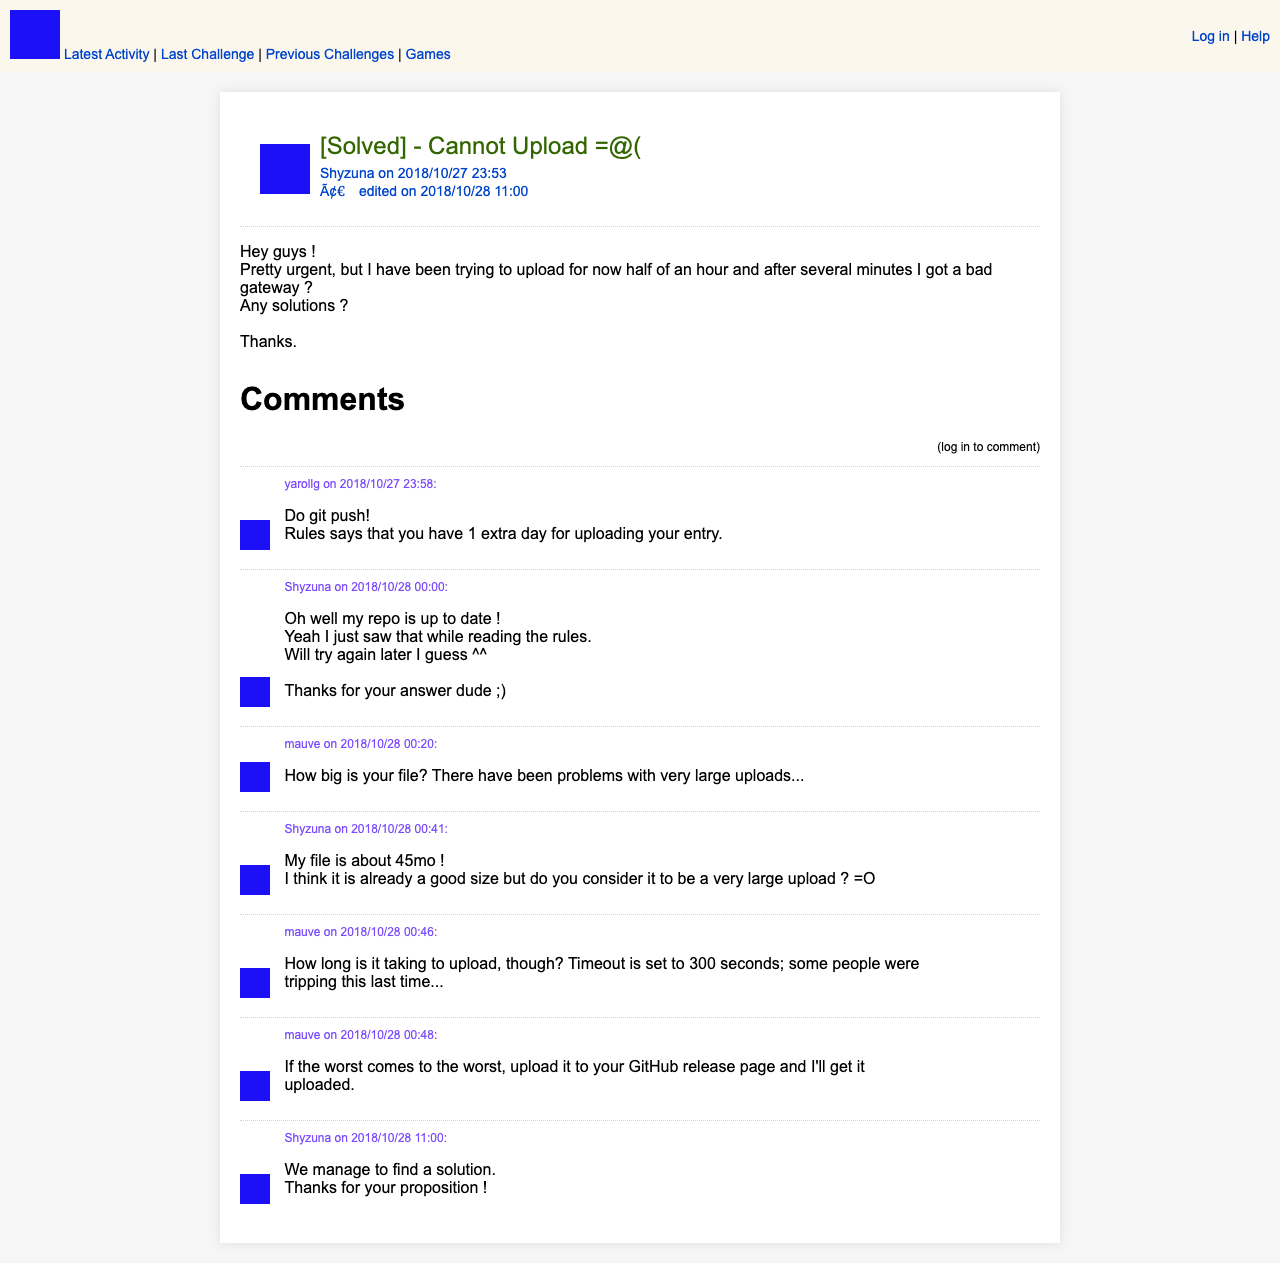 Latest Activity | Last Challenge | Previous Challenges | Games
Log in | Help
[Solved] - Cannot Upload =@(
Shyzuna on 2018/10/27 23:53
Ã¢€ edited on 2018/10/28 11:00
Hey guys !
Pretty urgent, but I have been trying to upload for now half of an hour and after several minutes I got a bad
gateway ?
Any solutions ?
Thanks.
Comments
(log in to comment)
yarollg on 2018/10/27 23:58:
Do git push!
Rules says that you have 1 extra day for uploading your entry.
Shyzuna on 2018/10/28 00:00:
Oh well my repo is up to date !
Yeah I just saw that while reading the rules.
Will try again later I guess ^^
Thanks for your answer dude ;)
mauve on 2018/10/28 00:20:
How big is your file? There have been problems with very large uploads...
Shyzuna on 2018/10/28 00:41:
My file is about 45mo !
I think it is already a good size but do you consider it to be a very large upload ? =O
mauve on 2018/10/28 00:46:
How long is it taking to upload, though? Timeout is set to 300 seconds; some people were
tripping this last time...
mauve on 2018/10/28 00:48:
If the worst comes to the worst, upload it to your GitHub release page and I'll get it
uploaded.
Shyzuna on 2018/10/28 11:00:
We manage to find a solution.
Thanks for your proposition !